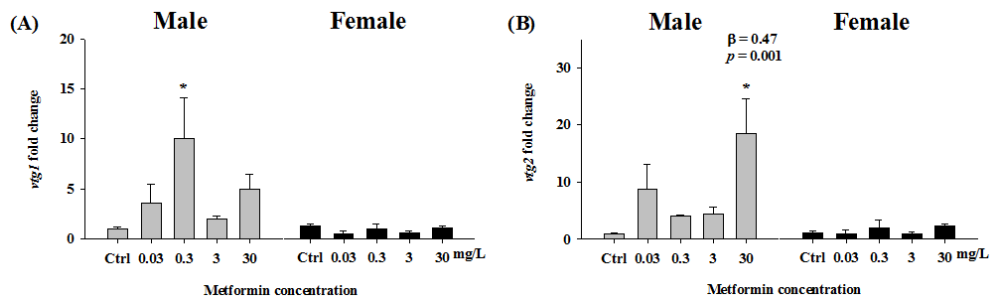 (A)
Male
Female
vtg1 fold change
20
15
10
5
0
*
Ctrl 0.03 0.3 3 30 Ctrl 0.03 0.3 3 30 mg/L
Metformin concentration
(B)
Male
Female
β = 0.47
p = 0.001
vtg2 fold change
30
20
10
0
*
Ctrl 0.03 0.3 3 30 Ctrl 0.03 0.3 3 30 mg/L
Metformin concentration